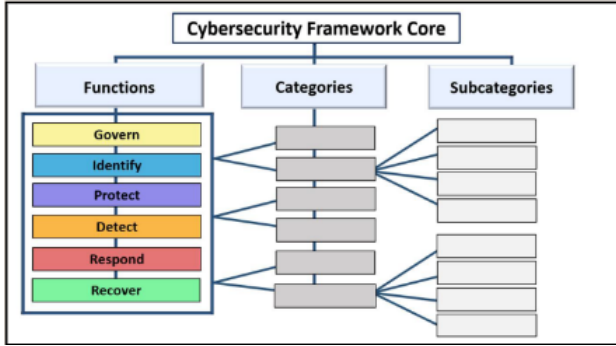 Cybersecurity Framework Core
Functions
Categories
Subcategories
Govern
Identify
Protect
Detect
Respond
Recover